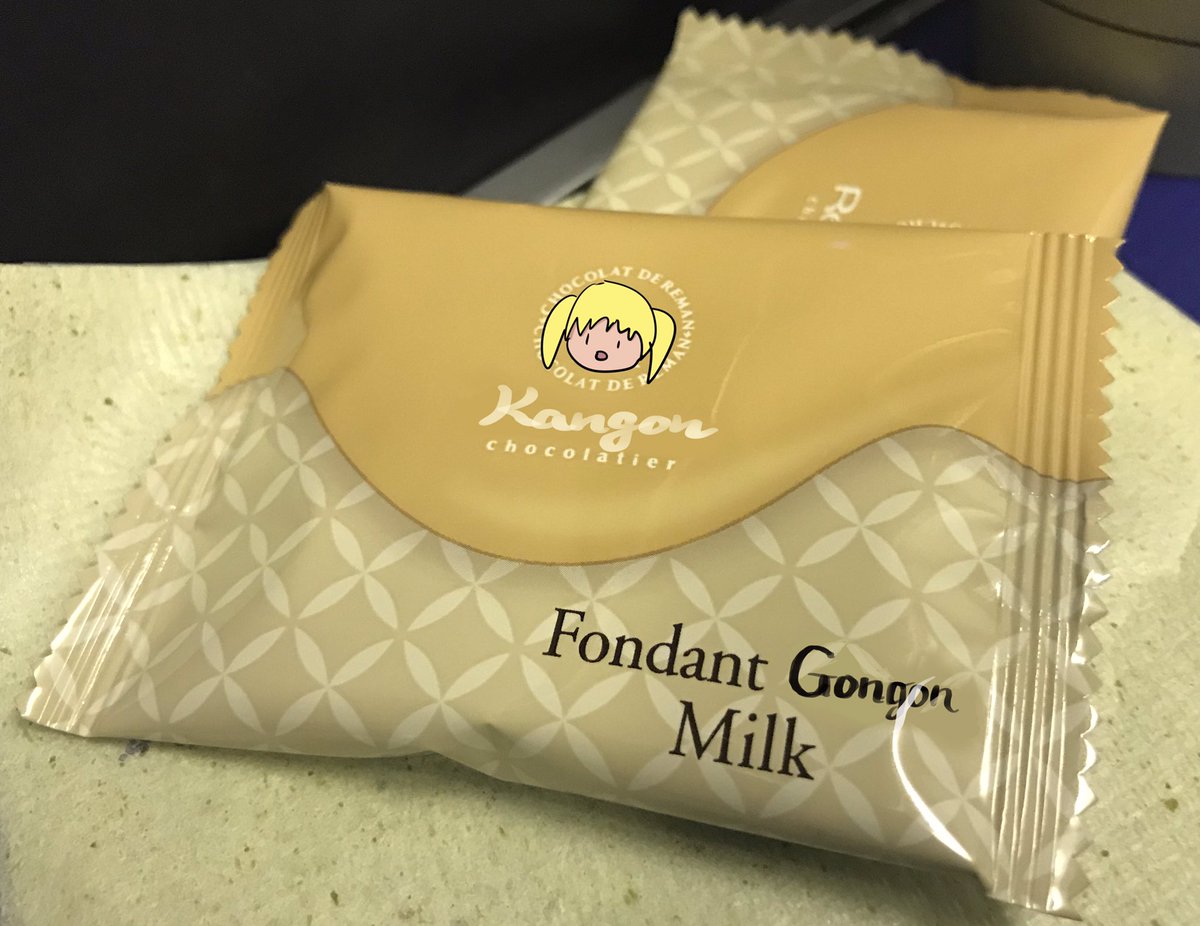 CHOCOLAT DE REMAN
OLAT DE REMAN
Kangon
chocolatier
Fondant Gongon
Milk